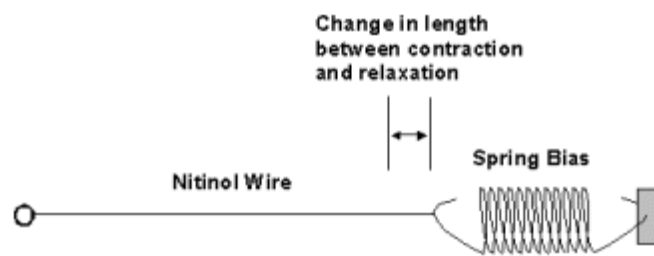 Change in length
between contraction
and relaxation
Spring Bias
Nitinol Wire